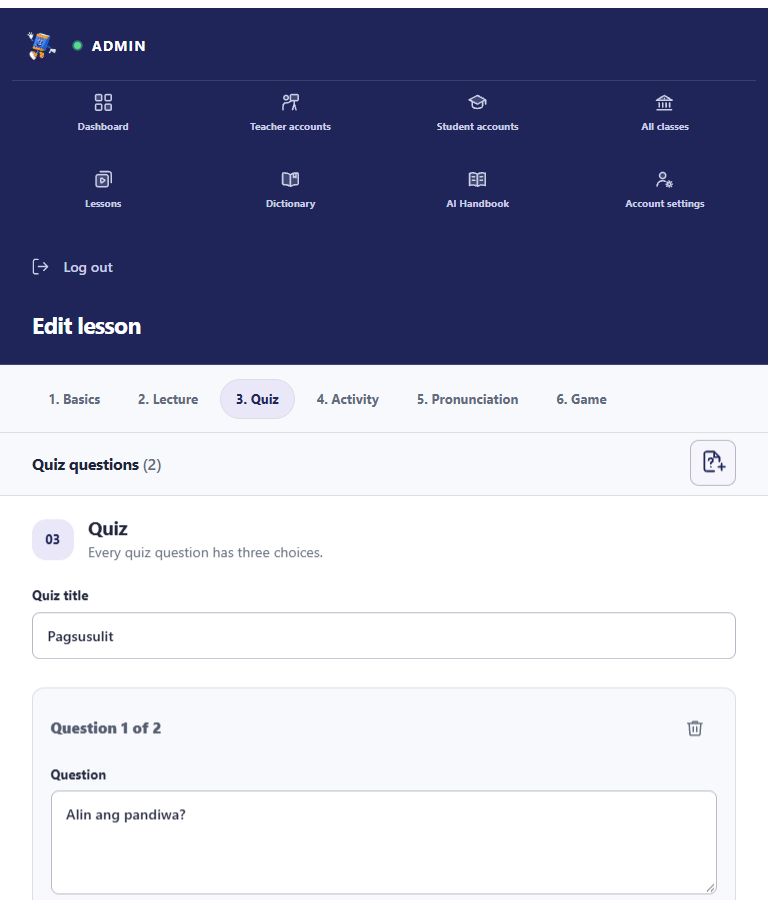 ADMIN
Dashboard
Teacher accounts
Student accounts
All classes
Lessons
Dictionary
AI Handbook
Account settings
Log out
Edit lesson
1. Basics
2. Lecture
3. Quiz
4. Activity
5. Pronunciation
6. Game
Quiz questions (2)
03
Quiz
Every quiz question has three choices.
Quiz title
Pagsusulit
Question 1 of 2
Question
Alin ang pandiwa?